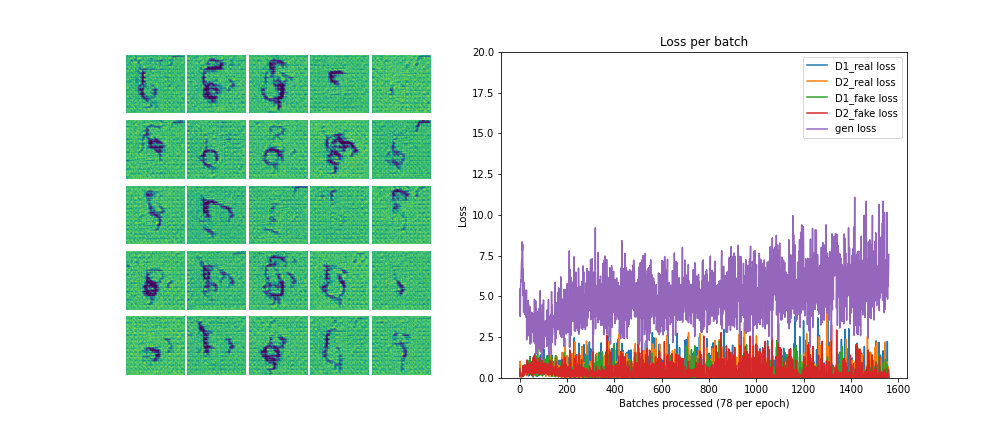 Loss per batch
20.0
17.5
15.0
12.5
10.0
7.5
5.0
2.5
0.0
Loss
D1_real loss
D2_real loss
D1_fake loss
D2_fake loss
gen loss
0 200 400 600 800 1000 1200 1400 1600
Batches processed (78 per epoch)